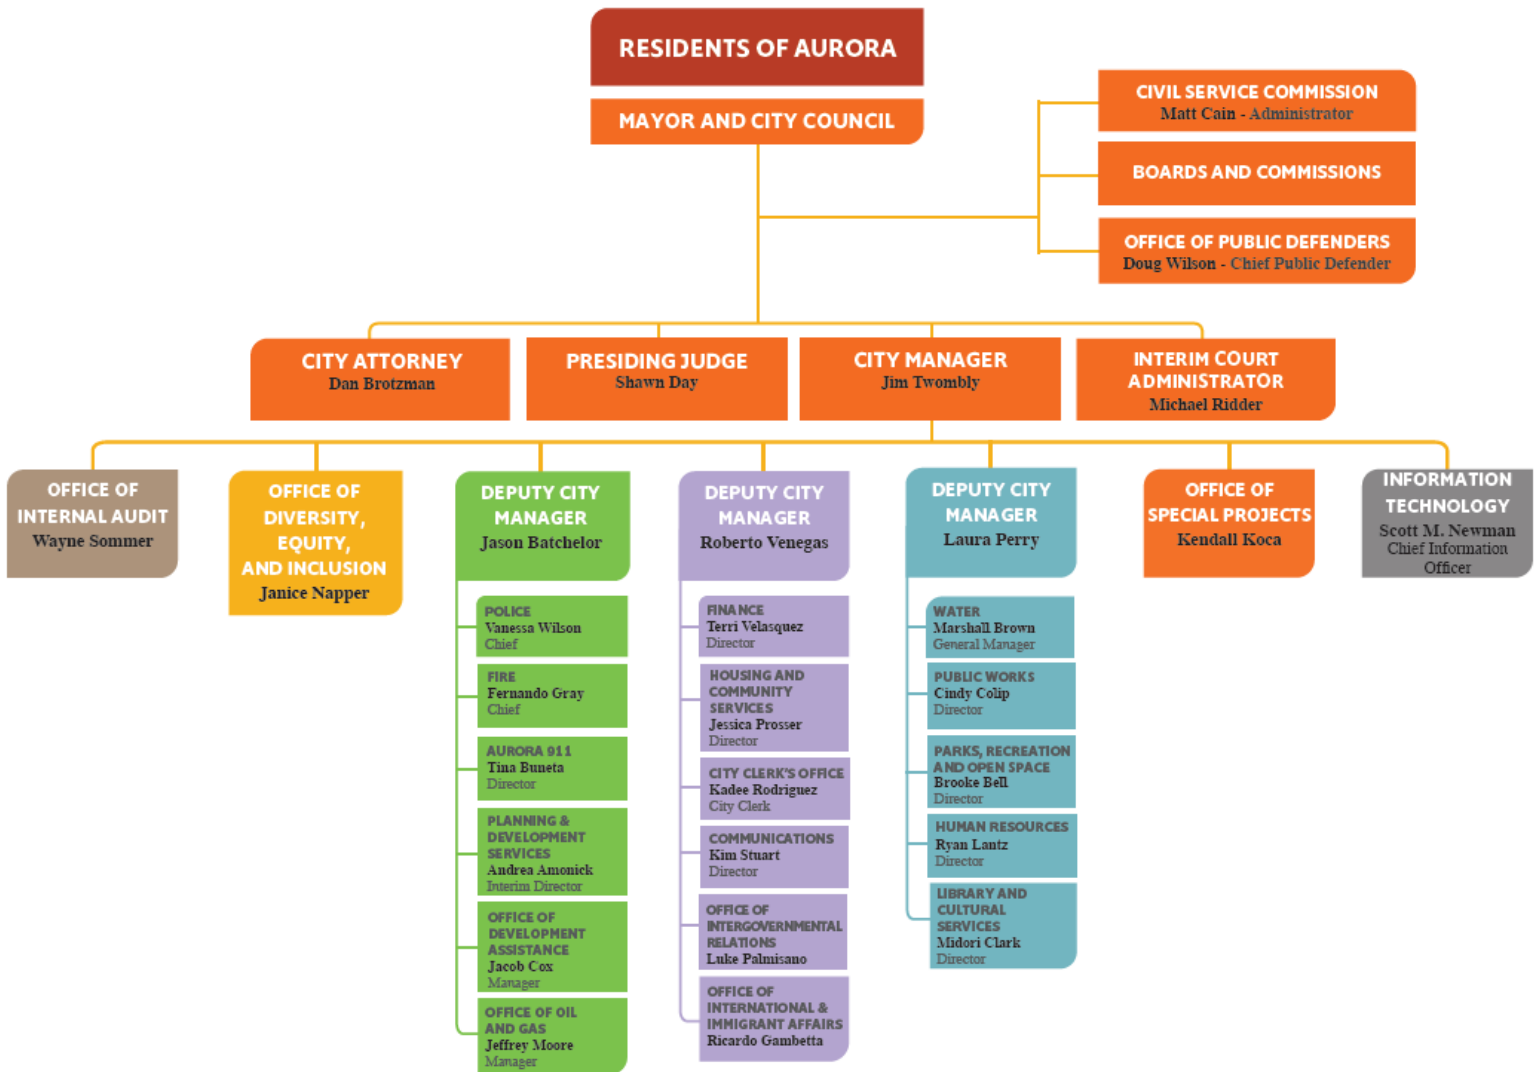 RESIDENTS OF AURORA
MAYOR AND CITY COUNCIL
CIVIL SERVICE COMMISSION
Matt Cain - Administrator
BOARDS AND COMMISSIONS
OFFICE OF PUBLIC DEFENDERS
Doug Wilson - Chief Public Defender
CITY ATTORNEY
Dan Brotzman
PRESIDING JUDGE
Shawn Day
CITY MANAGER
Jim Twombly
INTERIM COURT
ADMINISTRATOR
Michael Ridder
OFFICE OF
INTERNAL AUDIT
Wayne Sommer
OFFICE OF
DIVERSITY,
EQUITY,
AND INCLUSION
Janice Napper
DEPUTY CITY
MANAGER
Jason Batchelor
POLICE
Vanessa Wilson
Chief
FIRE
Fernando Gray
Chief
AURORA 911
Tina Buneta
Director
PLANNING &
DEVELOPMENT
SERVICES
Andrea Amonick
Interim Director
OFFICE OF
DEVELOPMENT
ASSISTANCE
Jacob Cox
Manager
OFFICE OF OIL
AND GAS
Jeffrey Moore
Manager
DEPUTY CITY
MANAGER
Roberto Venegas
FINANCE
Terri Velasquez
Director
HOUSING AND
COMMUNITY
SERVICES
Jessica Prosser
Director
CITY CLERK'S OFFICE
Kadee Rodriguez
City Clerk
COMMUNICATIONS
Kim Stuart
Director
OFFICE OF
INTERGOVERNMENTAL
RELATIONS
Luke Palmisano
OFFICE OF
INTERNATIONAL &
IMMIGRANT AFFAIRS
Ricardo Gambetta
DEPUTY CITY
MANAGER
Laura Perry
WATER
Marshall Brown
General Manager
PUBLIC WORKS
Cindy Colip
Director
PARKS, RECREATION
AND OPEN SPACE
Brooke Bell
Director
HUMAN RESOURCES
Ryan Lantz
Director
LIBRARY AND
CULTURAL
SERVICES
Midori Clark
Director
OFFICE OF
SPECIAL PROJECTS
Kendall Koca
INFORMATION
TECHNOLOGY
Scott M. Newman
Chief Information
Officer